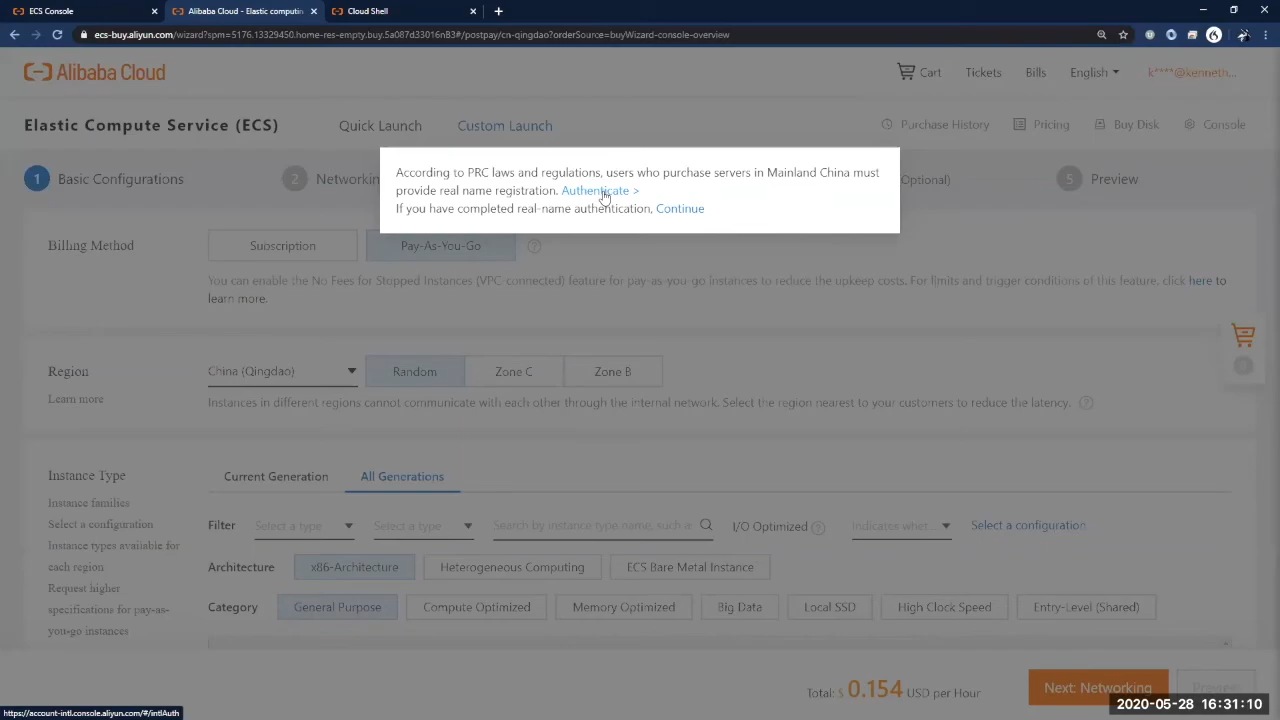 ECS Console
Alibaba Cloud - Elastic computin
Cloud Shell
ecs-buy.aliyun.com/wizard?spm=5176.13329450.home-res-empty.buy.5a087d33016nB3#/postpay/cn-qingdao?orderSource=buyWizard-console-overview
Alibaba Cloud
Cart
Tickets
Bills
English
k****@kenneth...
Elastic Compute Service (ECS)
Quick Launch
Custom Launch
Purchase History
Pricing
Buy Disk
Console
1 Basic Configurations
2 Networkin
(Optional)
5 Preview
According to PRC laws and regulations, users who purchase servers in Mainland China must
provide real name registration. Authenticate >
If you have completed real-name authentication, Continue
Billing Method
Subscription
Pay-As-You-Go
You can enable the No Fees for Stopped Instances (VPC-connected) feature for pay-as-you-go instances to reduce the upkeep costs. For limits and trigger conditions of this feature, click here to
learn more.
Region
China (Qingdao)
Random
Zone C
Zone B
Learn more
Instances in different regions cannot communicate with each other through the internal network. Select the region nearest to your customers to reduce the latency.
0
Instance Type
Current Generation
All Generations
Instance families
Select a configuration
Instance types available for
each region
Request higher
specifications for pay-as-
you-go instances
Filter
Select a type
Select a type
Search by instance type name, such a
I/O Optimized
Indicates whet...
Select a configuration
Architecture
x86-Architecture
Heterogeneous Computing
ECS Bare Metal Instance
Category
General Purpose
Compute Optimized
Memory Optimized
Big Data
Local SSD
High Clock Speed
Entry-Level (Shared)
Total: $ 0.154 USD per Hour
Next: Networking
2020-05-28 16:31:10
https://account-intl.console.aliyun.com/#/intlAuth